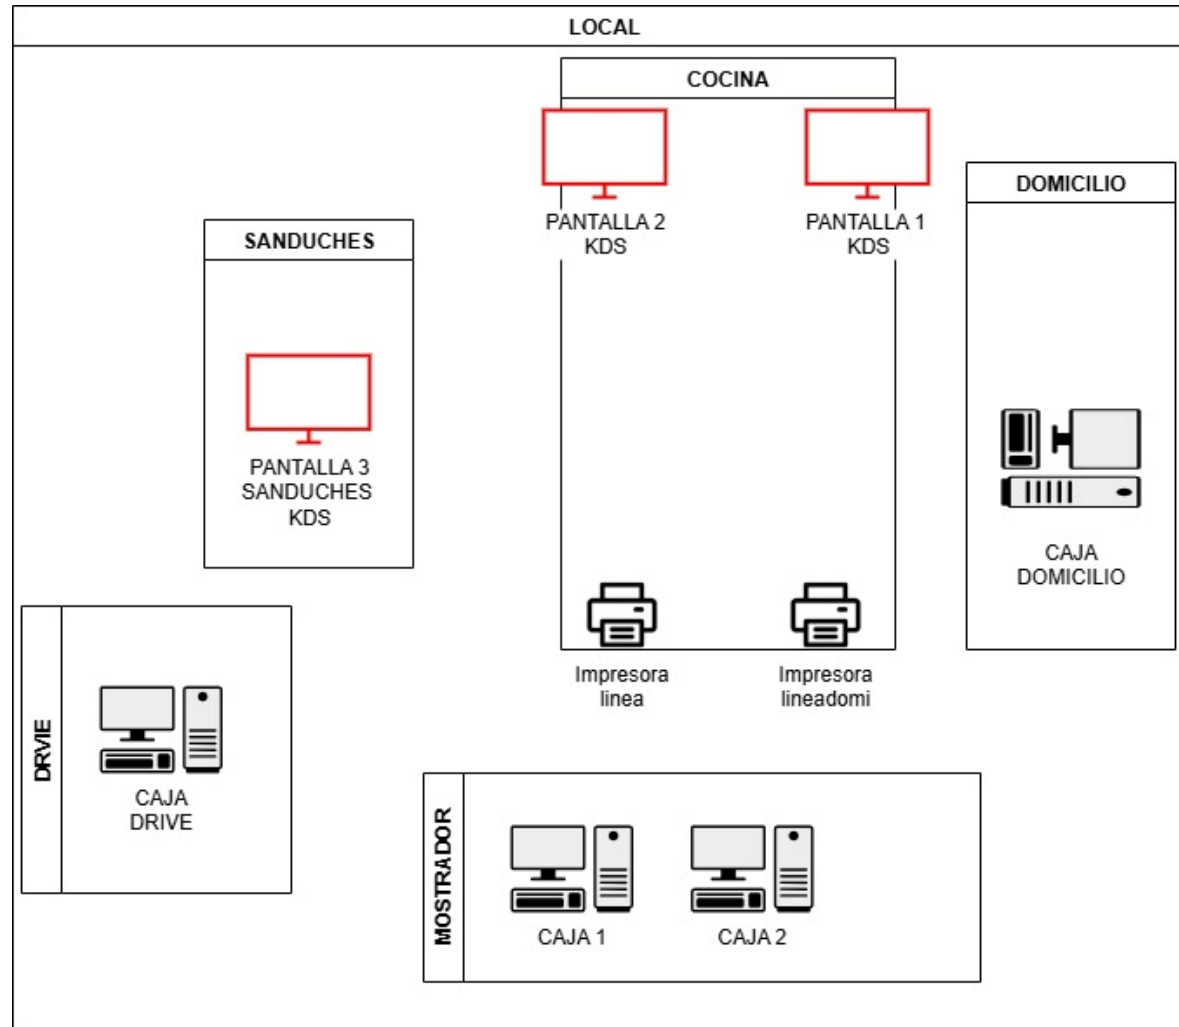 LOCAL
COCINA
PANTALLA 2
KDS
PANTALLA 1
KDS
DOMICILIO
SANDUCHES
PANTALLA 3
SANDUCHES
KDS
CAJA
DOMICILIO
Impresora
linea
Impresora
lineadomi
DRVIE
CAJA
DRIVE
MOSTRADOR
CAJA 1
CAJA 2